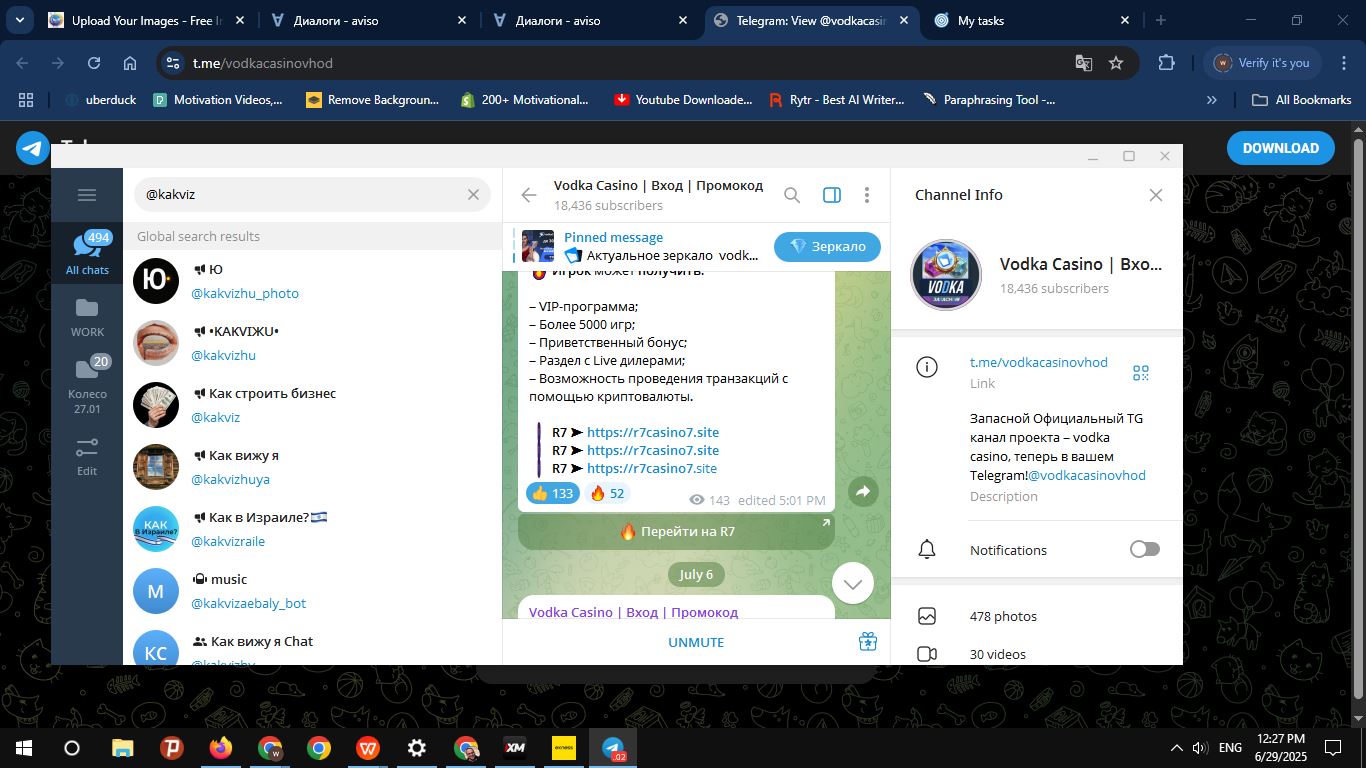 Upload Your Images - Free I
Диалоги - aviso
Диалоги - aviso
Telegram: View @vodkacasi
My tasks
t.me/vodkacasinovhod
Verify it's you
uberduck
Motivation Videos,...
Remove Backgroun...
200+ Motivational...
Youtube Downloade...
Rytr - Best AI Writer...
Paraphrasing Tool -...
All Bookmarks
DOWNLOAD
494
All chats
WORK
20
Колесо
27.01
Edit
@kakviz
Global search results
Ю
Ю
@kakvizhu_photo
•KAKVIЖU•
@kakvizhu
Как строить бизнес
@kakviz
Как вижу я
@kakvizhuya
КАК
В Израиле?
Как в Израиле?
@kakvizraile
M
music
@kakvizaebaly_bot
КС
Как вижу я Chat
Vodka Casino | Вход | Промокод
18,436 subscribers
Pinned message
Актуальное зеркало vodk...
Зеркало
Игрок может получить:
– VIP-программа;
– Более 5000 игр;
– Приветственный бонус;
– Раздел с Live дилерами;
– Возможность проведения транзакций с
помощью криптовалюты.
R7 ➤ https://r7casino7.site
R7 ➤ https://r7casino7.site
R7 ➤ https://r7casino7.site
133
52
143 edited 5:01 PM
Перейти на R7
July 6
Vodka Casino | Вход | Промокод
UNMUTE
Channel Info
VODKA
Vodka Casino | Вхо...
18,436 subscribers
t.me/vodkacasinovhod
Link
Запасной Официальный TG
канал проекта – vodka
casino, теперь в вашем
Telegram!@vodkacasinovhod
Description
Notifications
478 photos
30 videos
XM
exness
.02
ENG
12:27 PM
6/29/2025